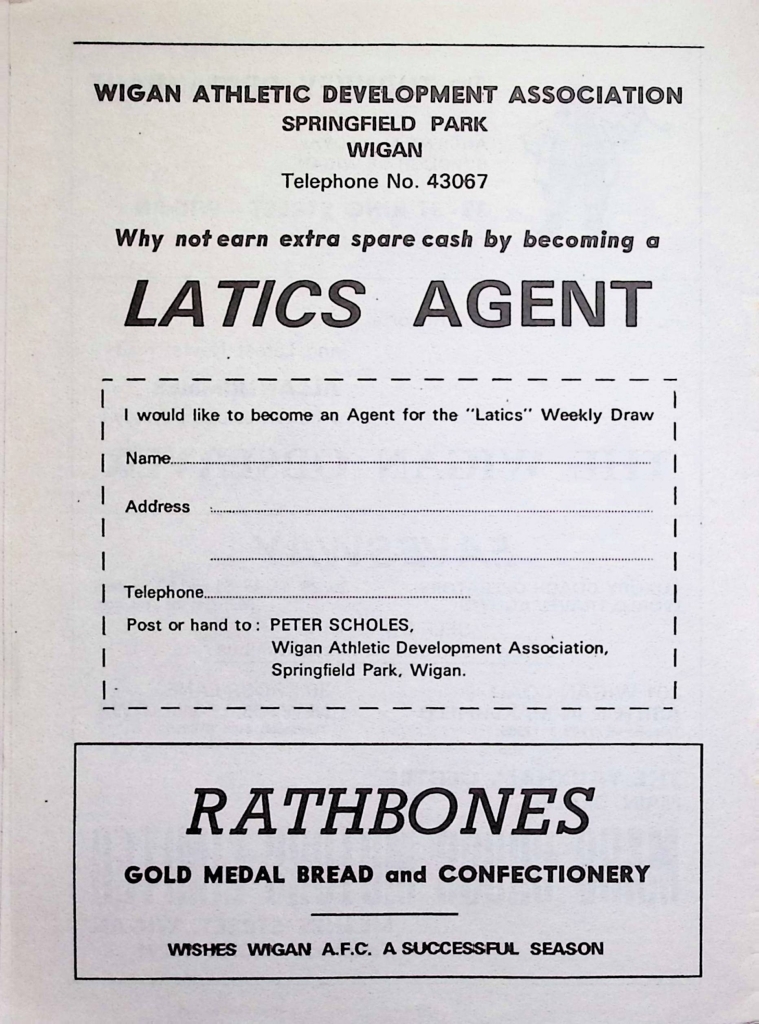 WIGAN ATHLETIC DEVELOPMENT ASSOCIATION
SPRINGFIELD PARK
WIGAN
Telephone No. 43067
Why not earn extra spare cash by becoming a
LATICS AGENT
I would like to become an Agent for the "Latics" Weekly Draw
Name
Address
Telephone
Post or hand to : PETER SCHOLES,
Wigan Athletic Development Association,
Springfield Park, Wigan.
RATHBONES
GOLD MEDAL BREAD and CONFECTIONERY
WISHES WIGAN A.F.C. A SUCCESSFUL SEASON